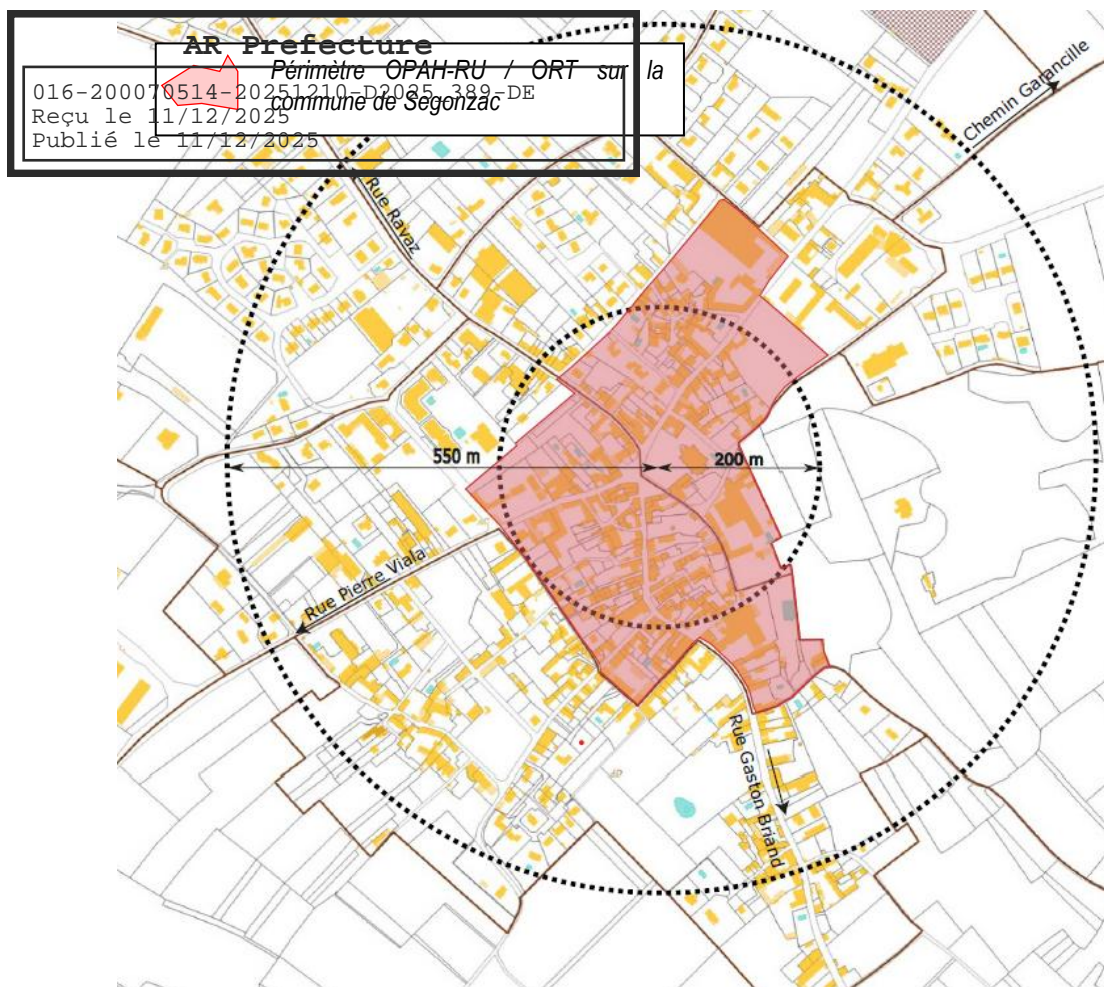 AR Prefecture
016-200070514-20251210-D2025_389-DE
Reçu le 11/12/2025
Publié le 11/12/2025
Périmètre OPAH-RU / ORT sur la
commune de Segonzac
Chemin Garancille
Rue Ravaz
550 m
200 m
Rue Pierre Viala
Rue Gaston Briand